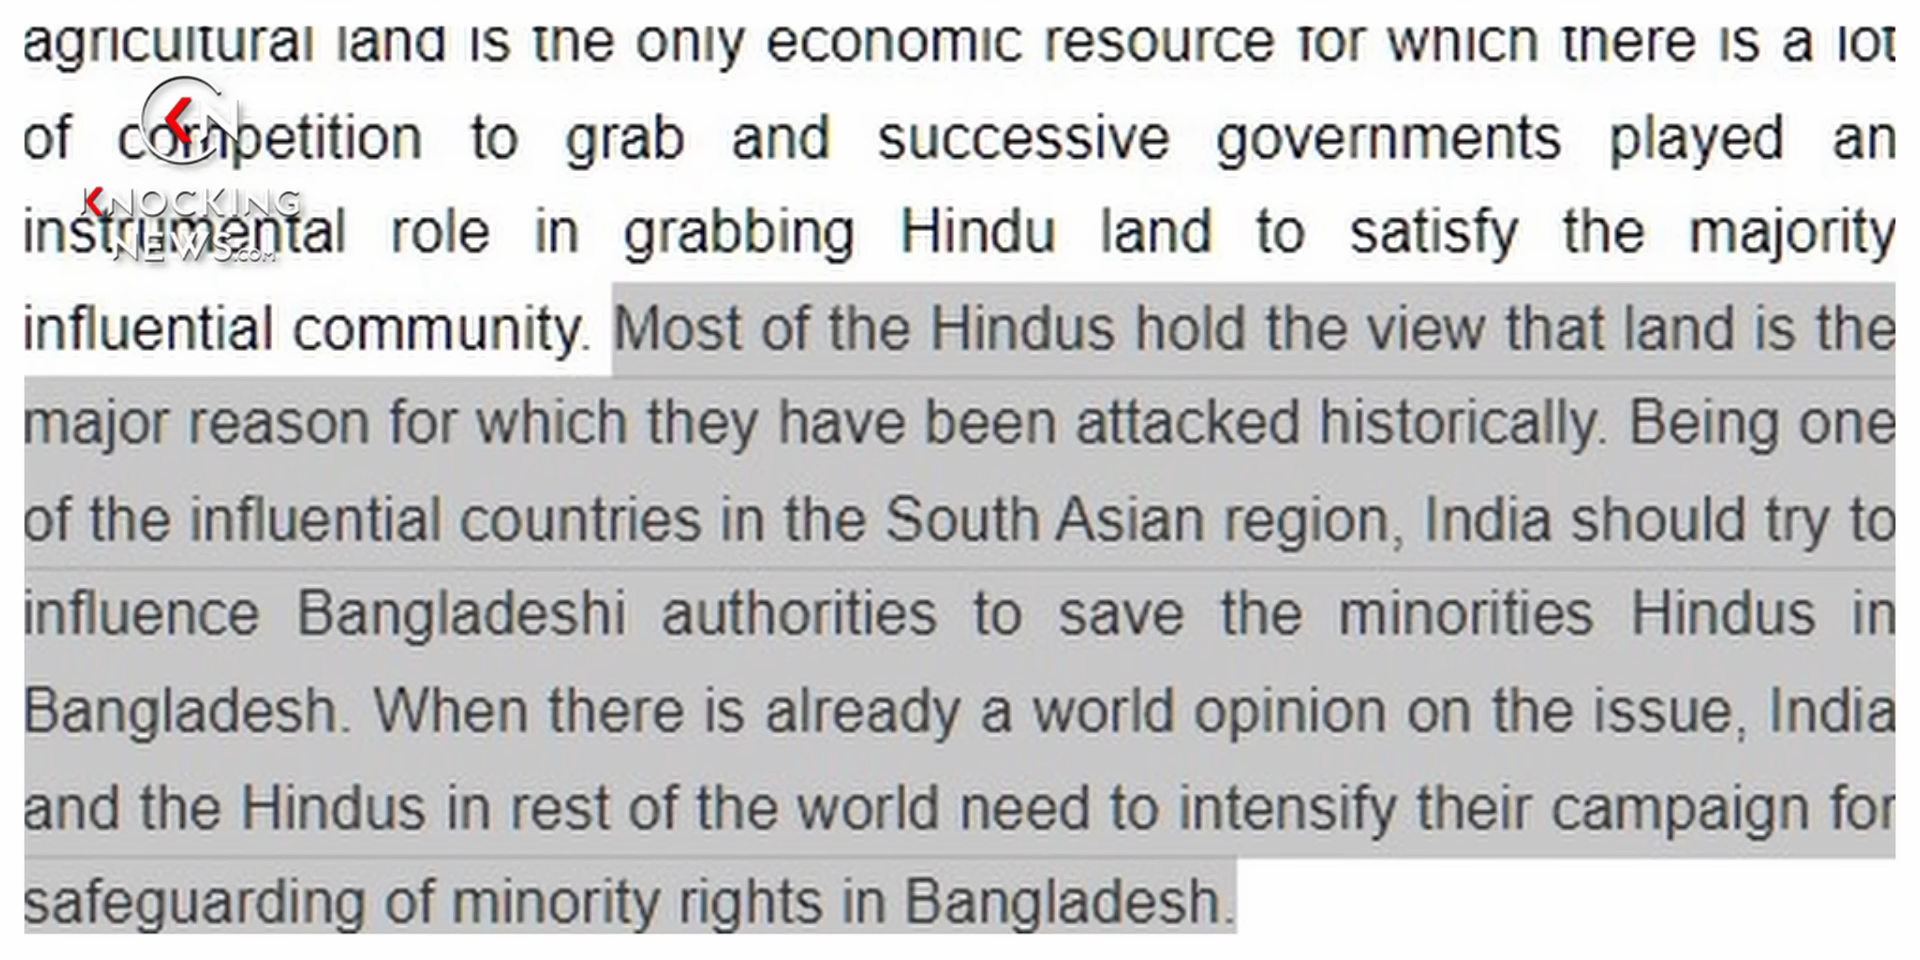 agricultural land is the only economic resource for which there is a lot
of competition to grab and successive governments played an
instrumental role in grabbing Hindu land to satisfy the majority
influential community. Most of the Hindus hold the view that land is the
major reason for which they have been attacked historically. Being one
of the influential countries in the South Asian region, India should try to
influence Bangladeshi authorities to save the minorities Hindus in
Bangladesh. When there is already a world opinion on the issue, India
and the Hindus in rest of the world need to intensify their campaign for
safeguarding of minority rights in Bangladesh.
KN
KNOCKING
NEWS.COM